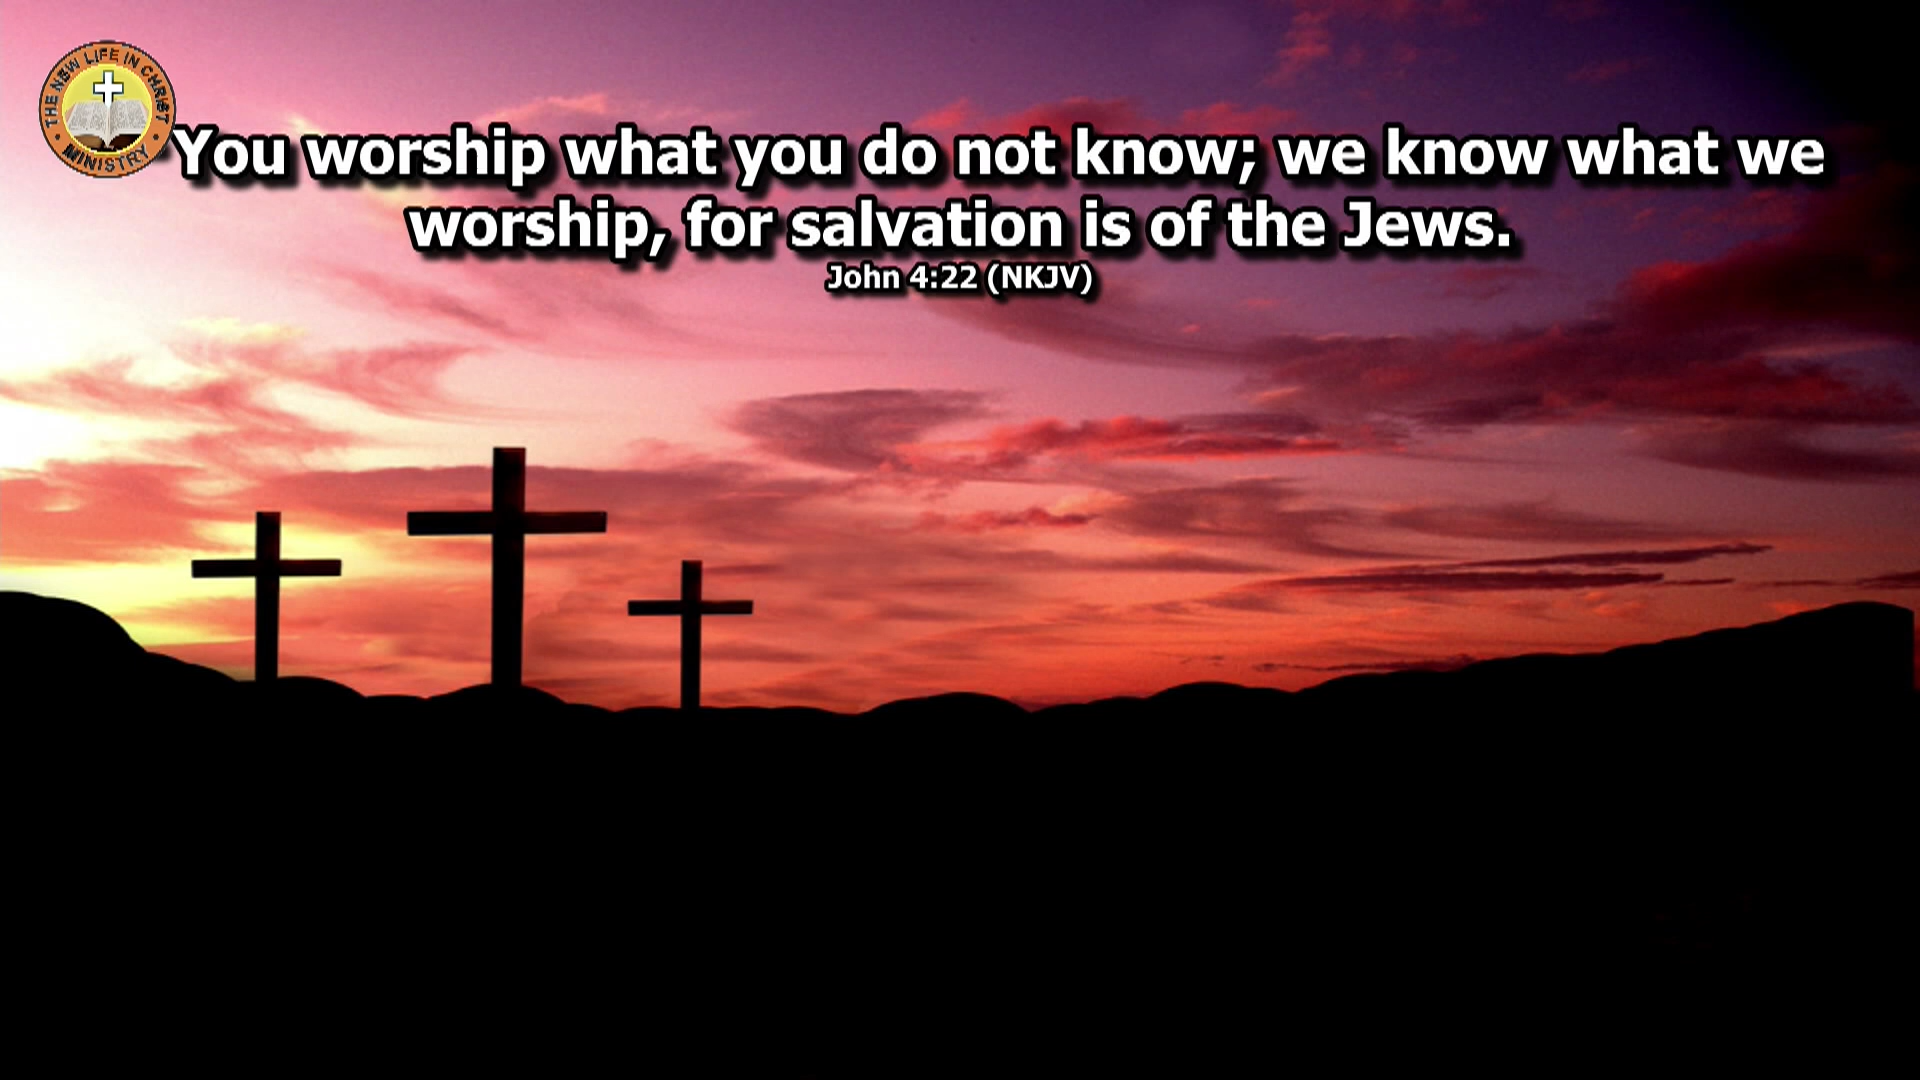 THE NEW LIFE IN CHRIST
MINISTRY
You worship what you do not know; we know what we
worship, for salvation is of the Jews.
John 4:22 (NKJV)